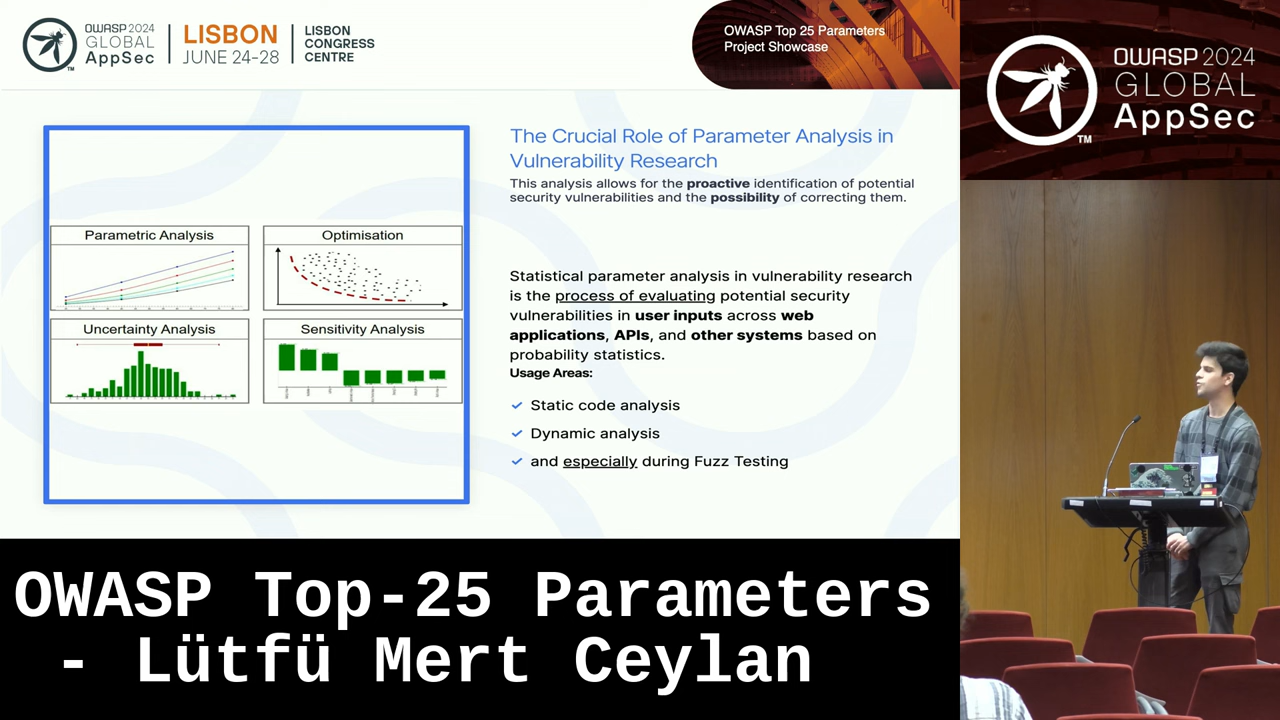 OWASP 2024
GLOBAL
AppSec
LISBON
JUNE 24-28
LISBON
CONGRESS
CENTRE
OWASP Top 25 Parameters
Project Showcase
OWASP 2024
GLOBAL
AppSec
TM
The Crucial Role of Parameter Analysis in
Vulnerability Research
This analysis allows for the proactive identification of potential
security vulnerabilities and the possibility of correcting them.
Parametric Analysis
Optimisation
Uncertainty Analysis
Sensitivity Analysis
Statistical parameter analysis in vulnerability research
is the process of evaluating potential security
vulnerabilities in user inputs across web
applications, APIs, and other systems based on
probability statistics.
Usage Areas:
Static code analysis
Dynamic analysis
and especially during Fuzz Testing
OWASP Top-25 Parameters
- Lütfü Mert Ceylan